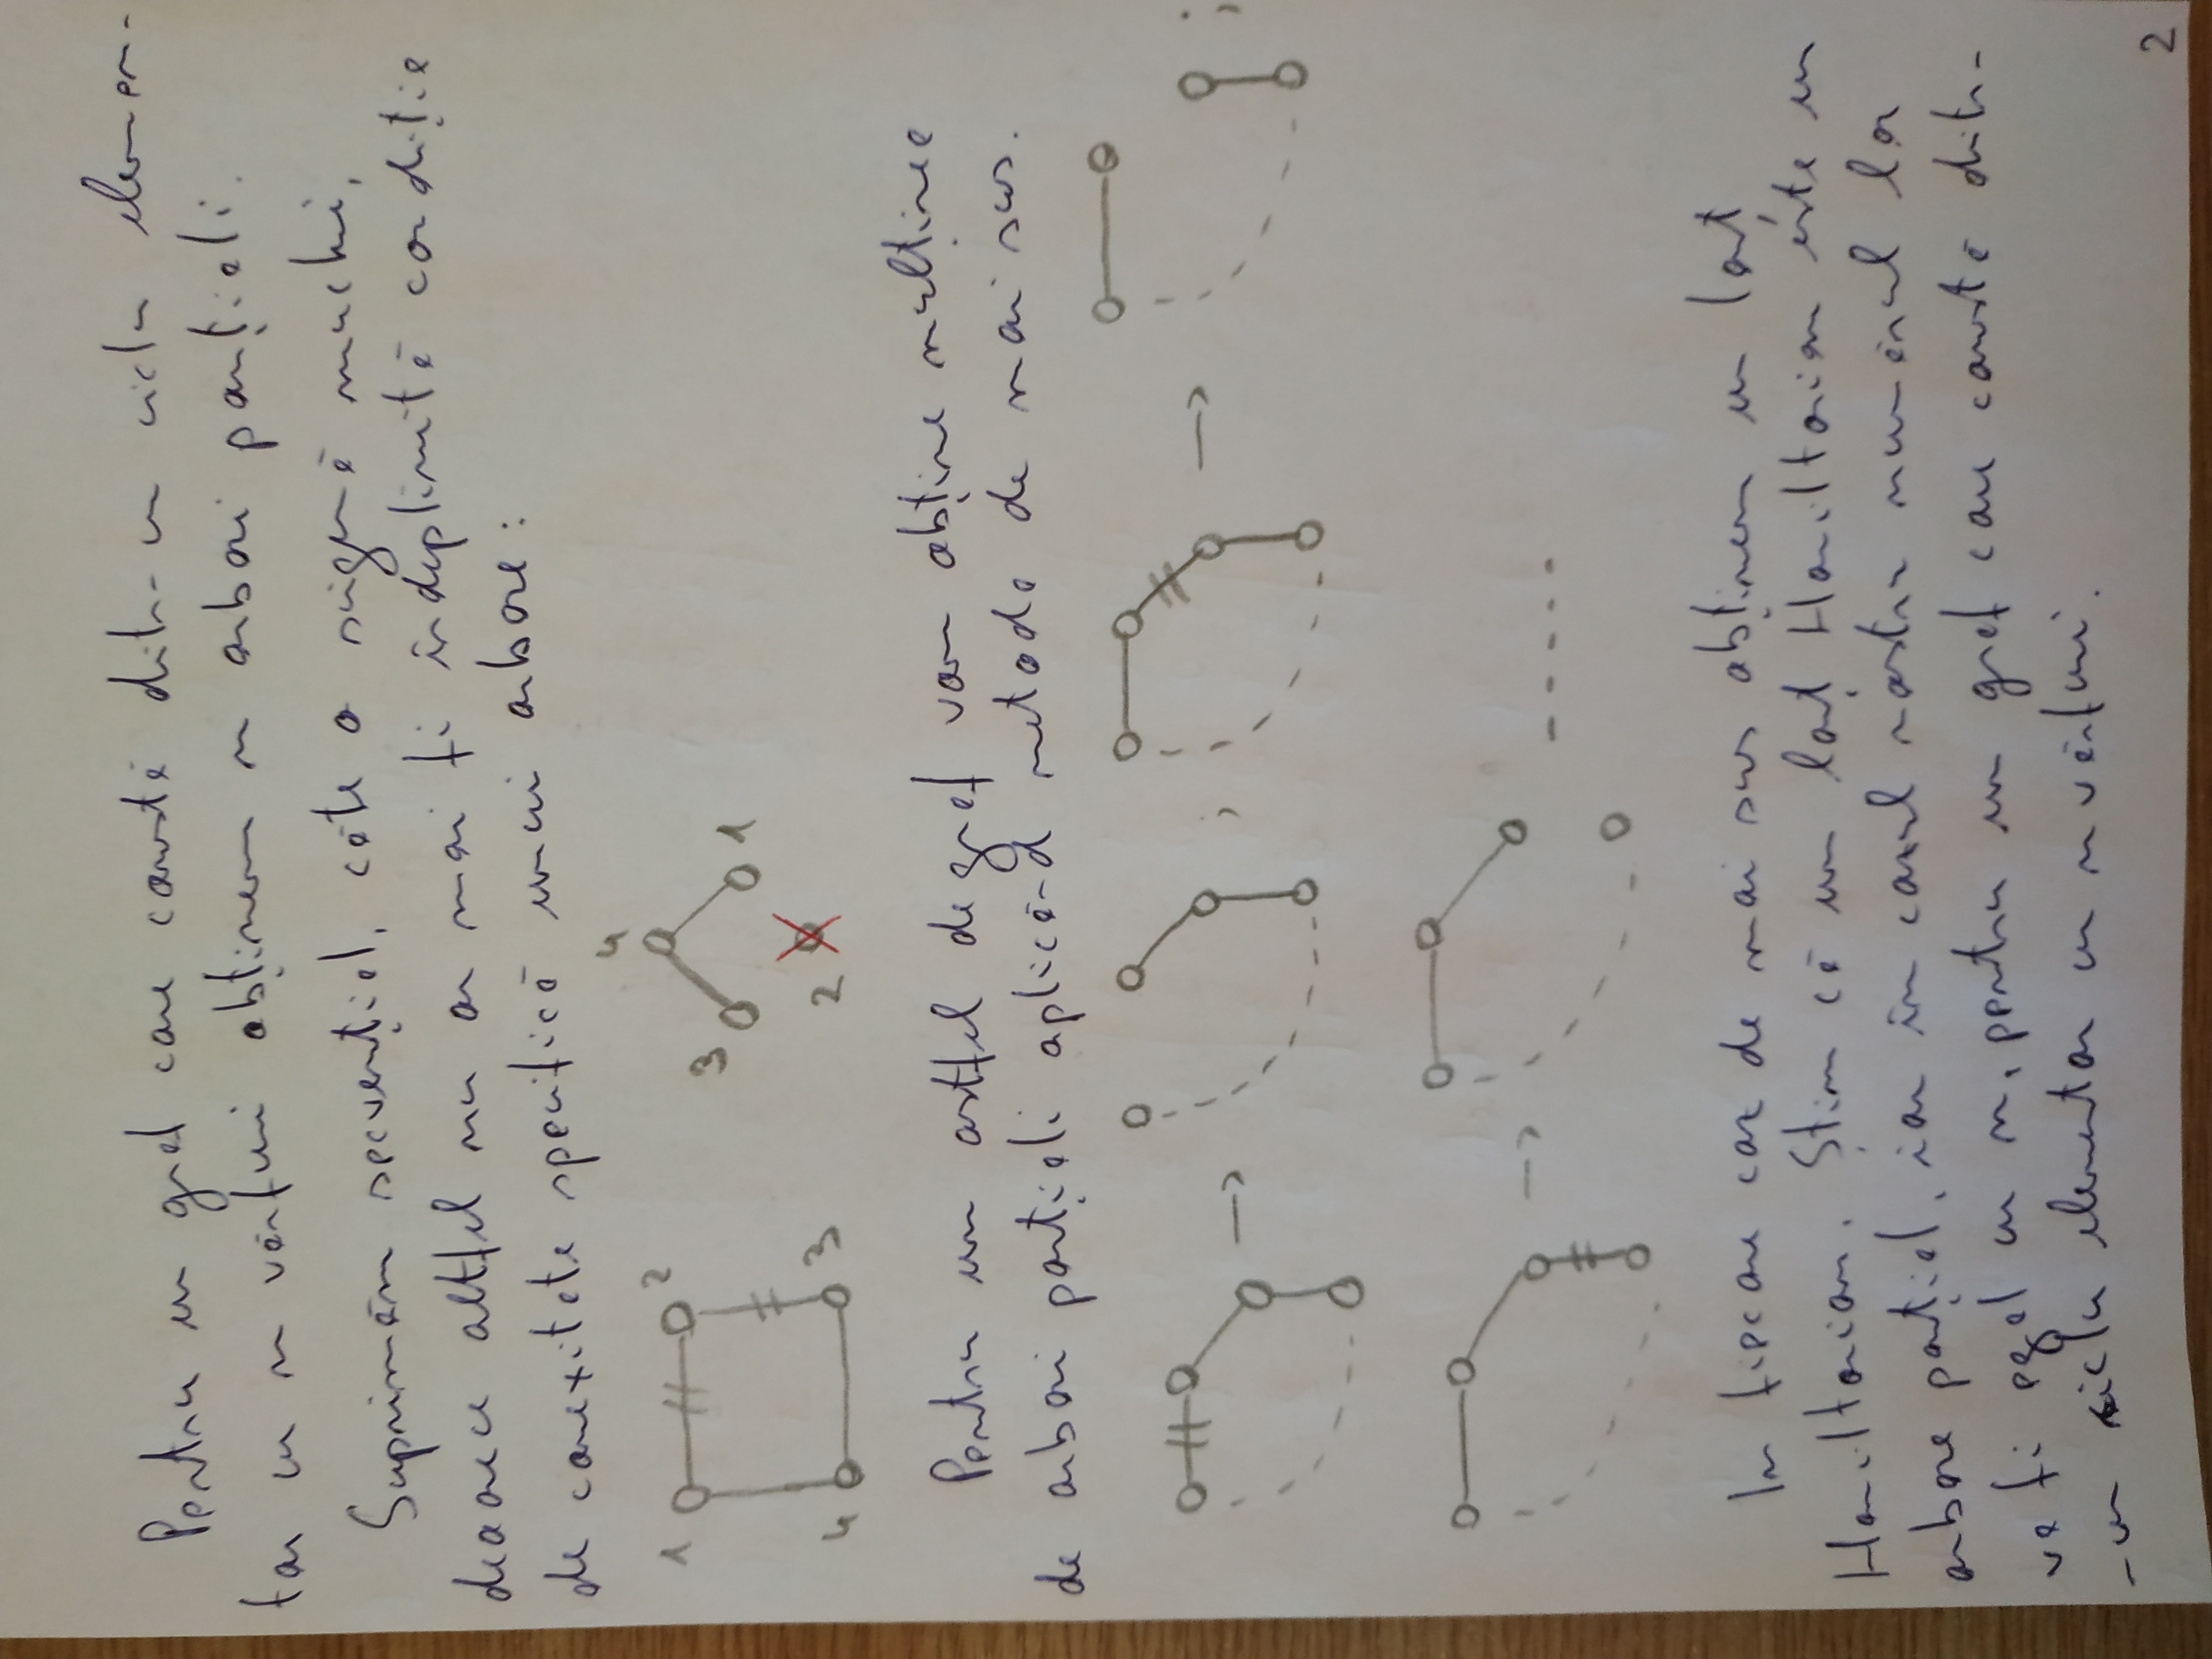 Pentru un graf care constă dintr-un ciclu elemen-
tar cu n vârfuri obținem n arbori parțiali.
Suprimăm secvențial, câte o singură muchie,
deoarece altfel nu ar mai fi îndeplinită condiție
de conexitate specifică unui arbore:
4
1 2
3 1
4 3
2
Pentru un astfel de graf vom obține mulțimea
de arbori parțiali aplicând metoda de mai sus.
;
;
In fiecare caz de mai sus obținem un lanț
Hamiltonian. Știm că un lanț Hamiltonian este un
arbore parțial, iar în cazul nostru numărul lor
va fi egal cu n, pentru un graf care constă dintr-
-un ciclu elementar cu n vârfuri.
2